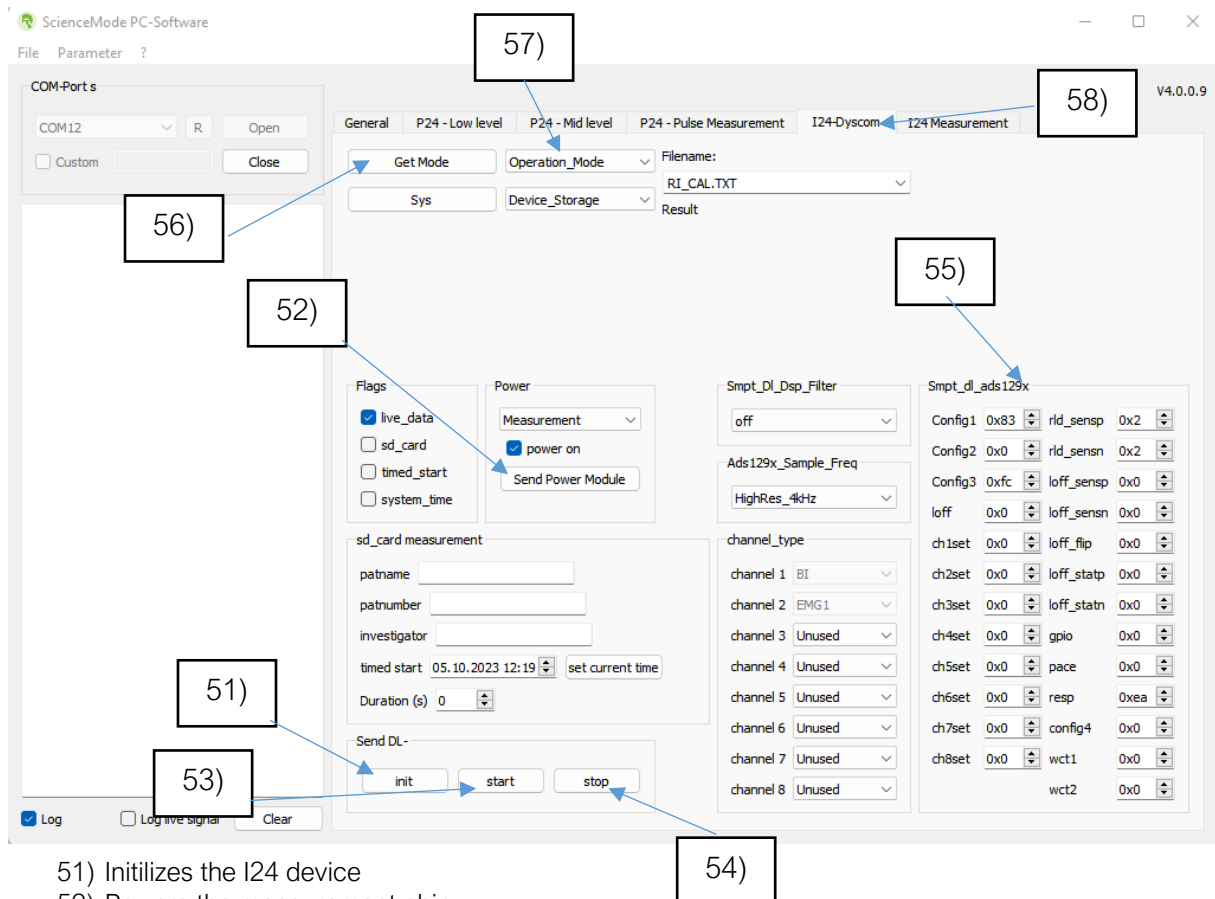 ScienceMode PC-Software
File Parameter ?
57)
COM-Port s
58)
V4.0.0.9
COM12 R Open
Custom Close
General P24 - Low level P24 - Mid level P24 - Pulse Measurement I24-Dyscom I24 Measurement
Get Mode Operation_Mode Filename:
RI_CAL.TXT
Sys Device_Storage Result
56)
55)
52)
Flags Power Smpt_Dl_Dsp_Filter Smpt_dl_ads129x
live_data Measurement off Config1 0x83 rld_sensp 0x2
sd_card power on Config2 0x0 rld_sensn 0x2
timed_start Send Power Module Ads129x_Sample_Freq Config3 0xfc loff_sensp 0x0
system_time HighRes_4kHz loff 0x0 loff_sensn 0x0
sd_card measurement channel_type ch1set 0x0 loff_flip 0x0
patname channel 1 BI ch2set 0x0 loff_statp 0x0
patnumber channel 2 EMG1 ch3set 0x0 loff_statn 0x0
investigator channel 3 Unused ch4set 0x0 gpio 0x0
timed start 05.10.2023 12:19 set current time channel 4 Unused ch5set 0x0 pace 0x0
51)
Duration (s) 0 channel 5 Unused ch6set 0x0 resp 0xea
channel 6 Unused ch7set 0x0 config4 0x0
Send DL- channel 7 Unused ch8set 0x0 wct1 0x0
53)
init start stop channel 8 Unused wct2 0x0
Log Log live signal Clear
54)
51) Initilizes the I24 device